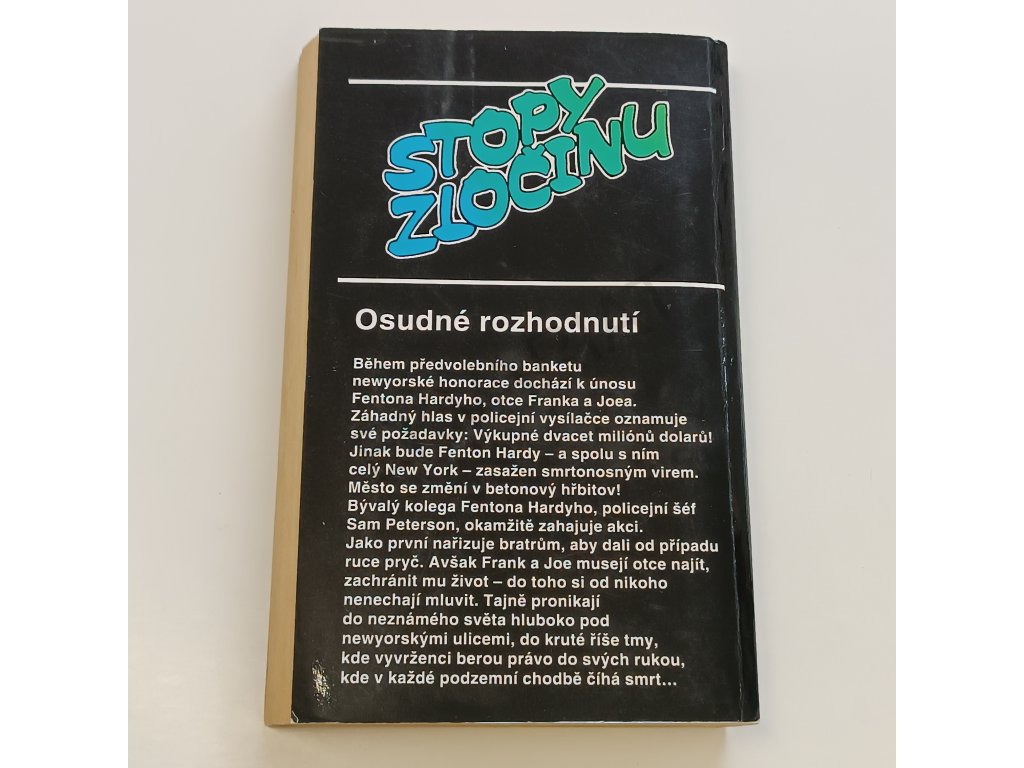 STOPY
ZLOČINU
Osudné rozhodnutí
Během předvolebního banketu
newyorské honorace dochází k únosu
Fentona Hardyho, otce Franka a Joea.
Záhadný hlas v policejní vysílačce oznamuje
své požadavky: Výkupné dvacet miliónů dolarů!
Jinak bude Fenton Hardy – a spolu s ním
celý New York – zasažen smrtonosným virem.
Město se změní v betonový hřbitov!
Bývalý kolega Fentona Hardyho, policejní šéf
Sam Peterson, okamžitě zahajuje akci.
Jako první nařizuje bratrům, aby dali od případu
ruce pryč. Avšak Frank a Joe musejí otce najít,
zachránit mu život – do toho si od nikoho
nenechají mluvit. Tajně pronikají
do neznámého světa hluboko pod
newyorskými ulicemi, do kruté říše tmy,
kde vyvrženci berou právo do svých rukou,
kde v každé podzemní chodbě číhá smrt...